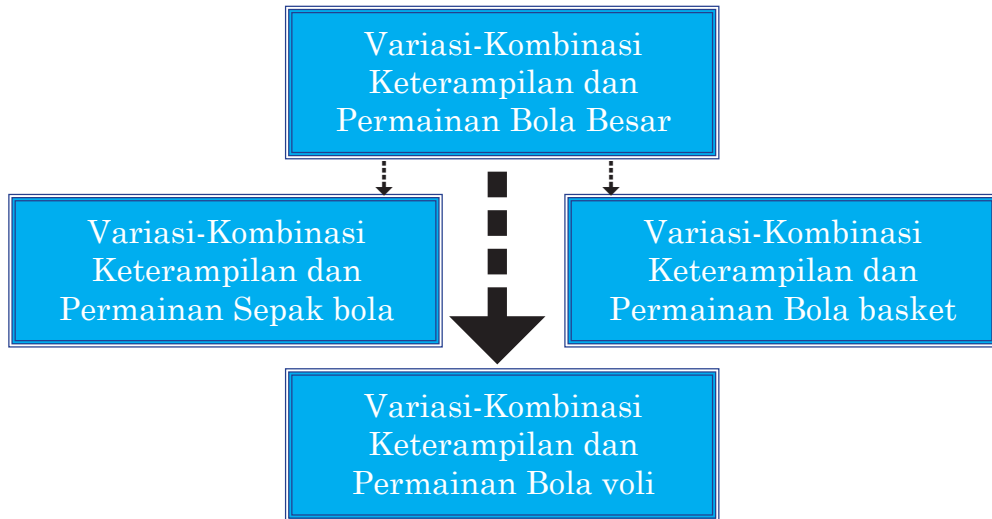 Variasi-Kombinasi
Keterampilan dan
Permainan Bola Besar
Variasi-Kombinasi
Keterampilan dan
Permainan Sepak bola
Variasi-Kombinasi
Keterampilan dan
Permainan Bola basket
Variasi-Kombinasi
Keterampilan dan
Permainan Bola voli